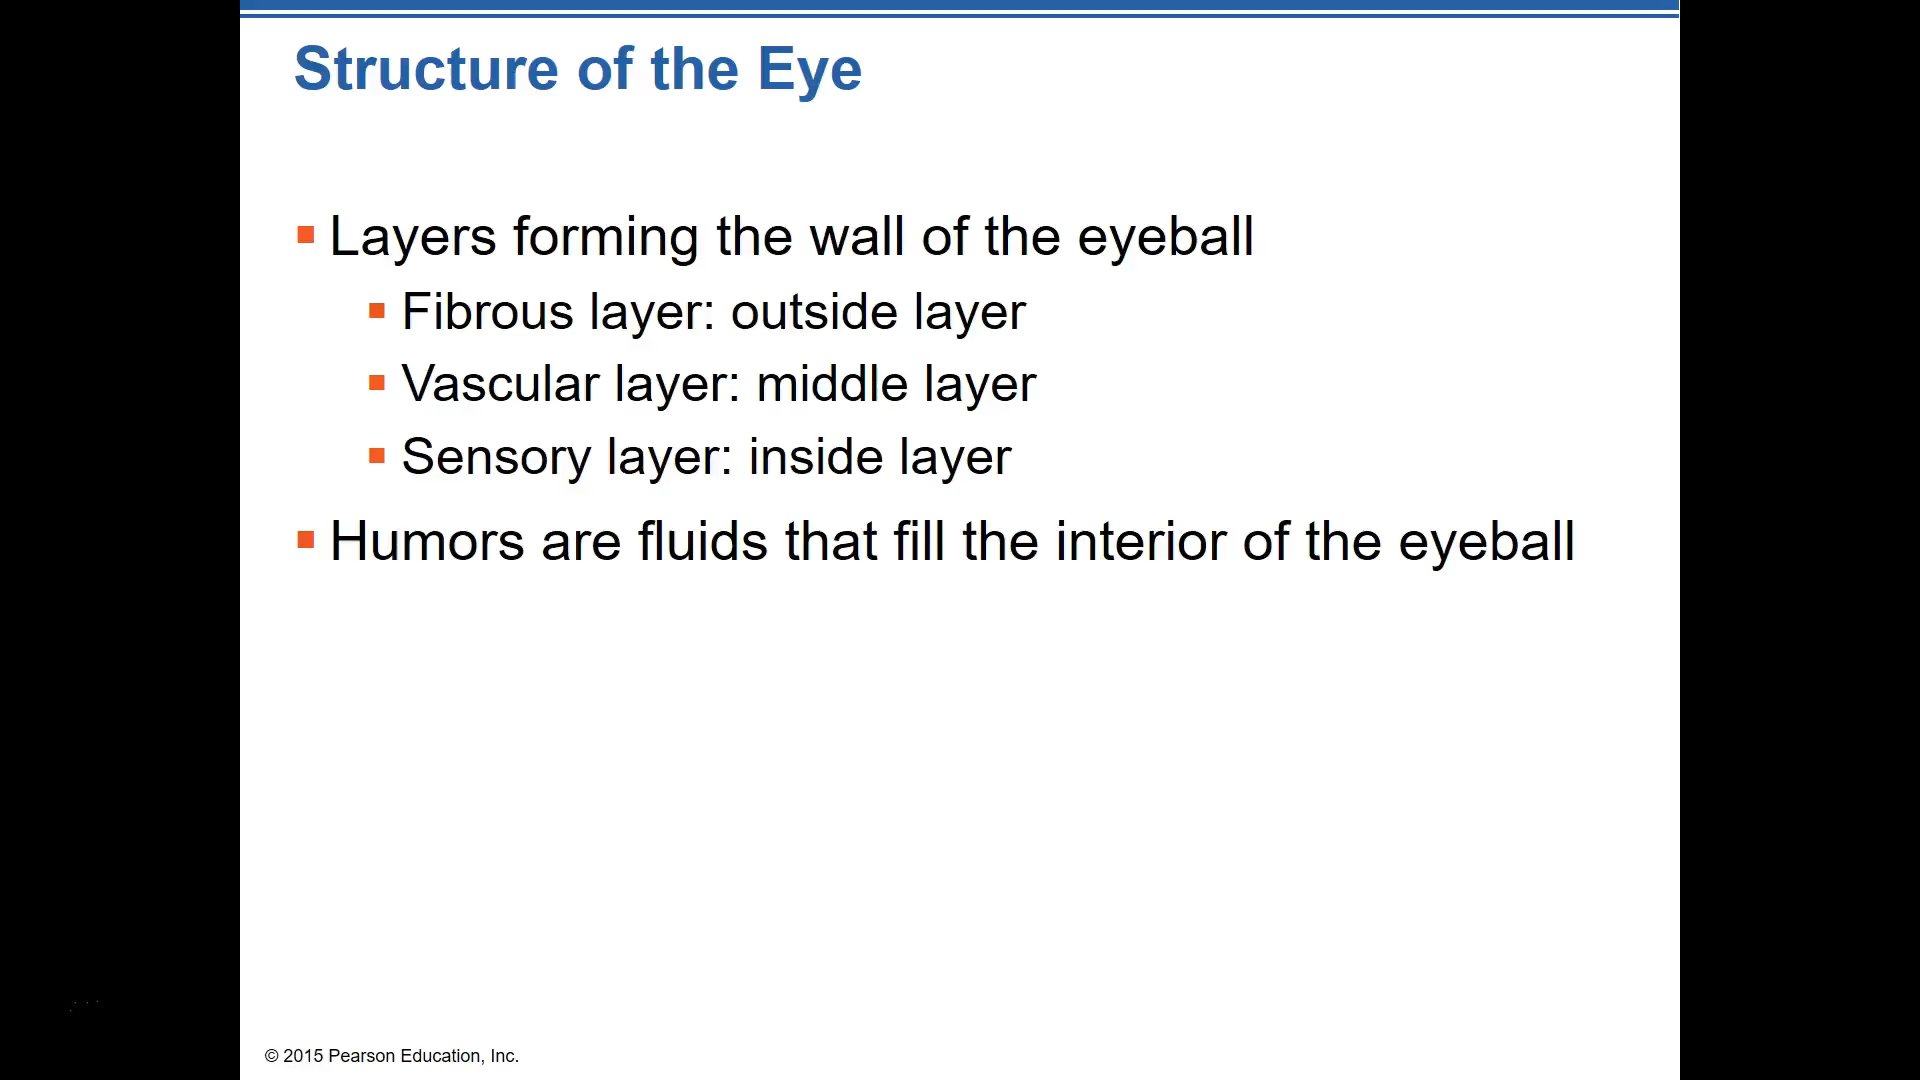 Structure of the Eye
Layers forming the wall of the eyeball
Fibrous layer: outside layer
Vascular layer: middle layer
Sensory layer: inside layer
Humors are fluids that fill the interior of the eyeball
© 2015 Pearson Education, Inc.